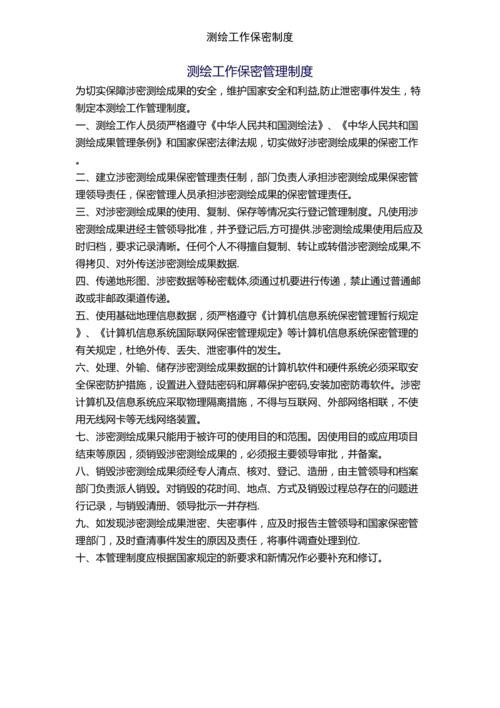 测绘工作保密制度
测绘工作保密管理制度
为切实保障涉密测绘成果的安全，维护国家安全和利益,防止泄密事件发生，特
制定本测绘工作管理制度。
一、测绘工作人员须严格遵守《中华人民共和国测绘法》、《中华人民共和国
测绘成果管理条例》和国家保密法律法规，切实做好涉密测绘成果的保密工作
。
二、建立涉密测绘成果保密管理责任制，部门负责人承担涉密测绘成果保密管
理领导责任，保密管理人员承担涉密测绘成果的保密管理责任。
三、对涉密测绘成果的使用、复制、保存等情况实行登记管理制度。凡使用涉
密测绘成果进经主管领导批准，并予登记后,方可提供.涉密测绘成果使用后应及
时归档，要求记录清晰。任何个人不得擅自复制、转让或转借涉密测绘成果,不
得拷贝、对外传送涉密测绘成果数据.
四、传递地形图、涉密数据等秘密载体,须通过机要进行传递，禁止通过普通邮
政或非邮政渠道传递。
五、使用基础地理信息数据，须严格遵守《计算机信息系统保密管理暂行规定
》、《计算机信息系统国际联网保密管理规定》等计算机信息系统保密管理的
有关规定，杜绝外传、丢失、泄密事件的发生。
六、处理、外输、储存涉密测绘成果数据的计算机软件和硬件系统必须采取安
全保密防护措施，设置进入登陆密码和屏幕保护密码,安装加密防毒软件。涉密
计算机及信息系统应采取物理隔离措施，不得与互联网、外部网络相联，不使
用无线网卡等无线网络装置。
七、涉密测绘成果只能用于被许可的使用目的和范围。因使用目的或应用项目
结束等原因，须销毁涉密测绘成果的，必须报主要领导审批，并备案。
八、销毁涉密测绘成果须经专人清点、核对、登记、造册，由主管领导和档案
部门负责派人销毁。对销毁的花时间、地点、方式及销毁过程总存在的问题进
行记录，与销毁清册、领导批示一并存档.
九、如发现涉密测绘成果泄密、失密事件，应及时报告主管领导和国家保密管
理部门，及时查清事件发生的原因及责任，将事件调查处理到位.
十、本管理制度应根据国家规定的新要求和新情况作必要补充和修订。